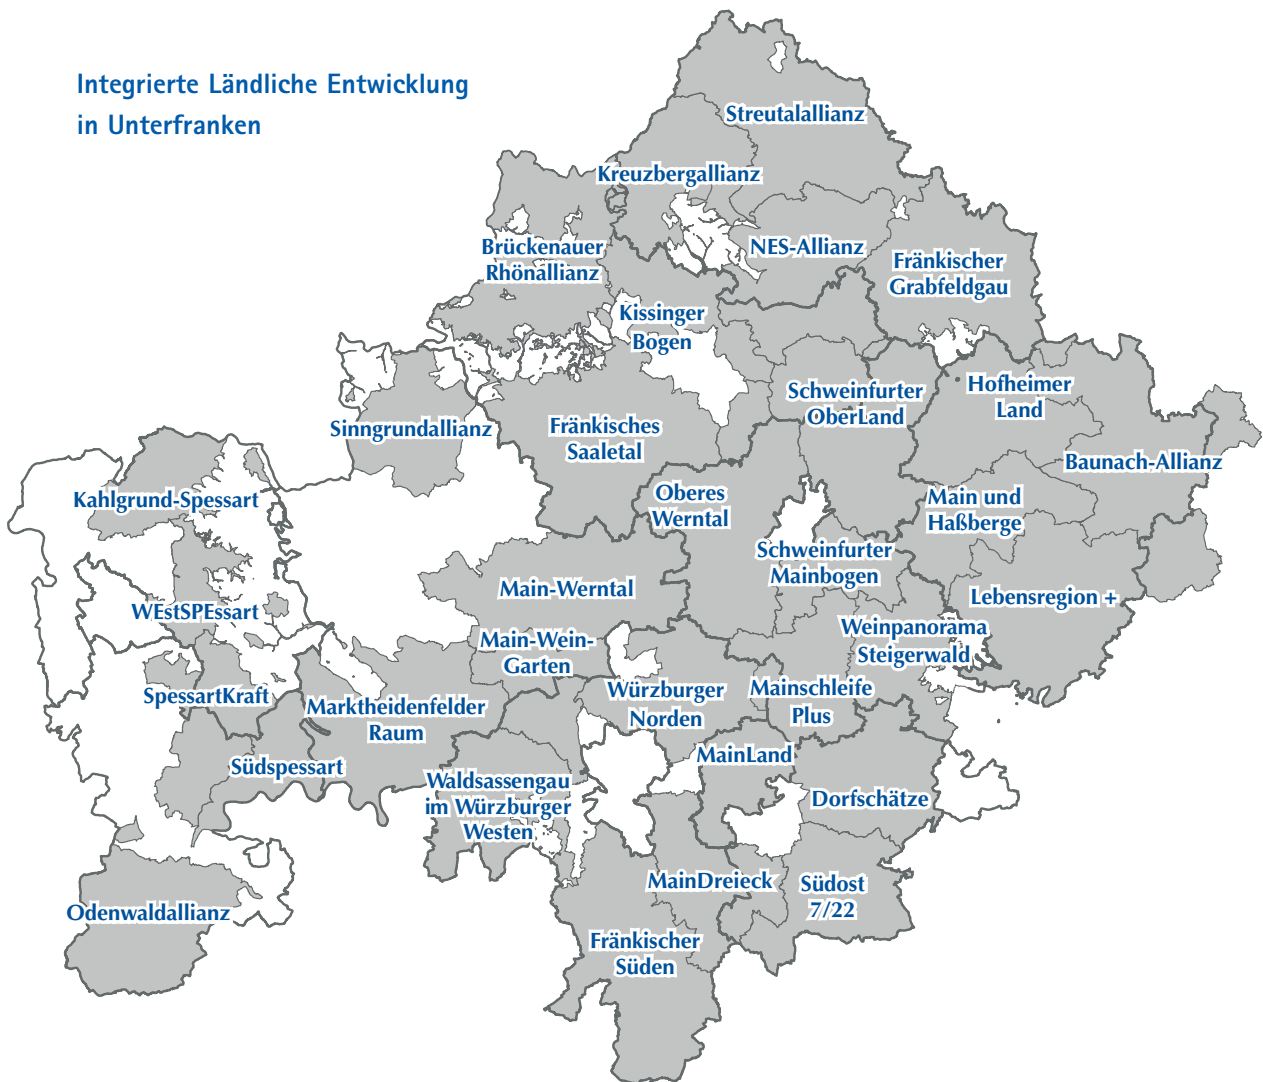 Integrierte Ländliche Entwicklung
in Unterfranken
Streutalallianz
Kreuzbergallianz
Brückenauer
Rhönallianz
NES-Allianz
Fränkischer
Grabfeldgau
Kissinger
Bogen
Schweinfurter
OberLand
Hofheimer
Land
Sinngrundallianz
Fränkisches
Saaletal
Baunach-Allianz
Kahlgrund-Spessart
Oberes
Werntal
Main und
Haßberge
Schweinfurter
Mainbogen
Main-Werntal
Lebensregion +
WEstSPEssart
Main-Wein-
Garten
Weinpanorama
Steigerwald
SpessartKraft
Marktheidenfelder
Raum
Würzburger
Norden
Mainschleife
Plus
Südspessart
MainLand
Waldsassengau
im Würzburger
Westen
Dorfschätze
MainDreieck
Südost
7/22
Odenwaldallianz
Fränkischer
Süden